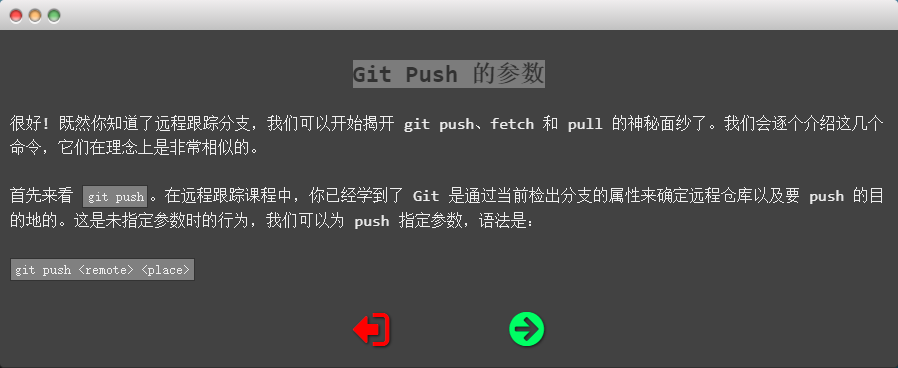 Git Push 的参数
很好! 既然你知道了远程跟踪分支，我们可以开始揭开 git push、fetch 和 pull 的神秘面纱了。我们会逐个介绍这几个
命令，它们在理念上是非常相似的。
首先来看 git push。在远程跟踪课程中，你已经学到了 Git 是通过当前检出分支的属性来确定远程仓库以及要 push 的目
的地的。这是未指定参数时的行为，我们可以为 push 指定参数，语法是：
git push <remote> <place>